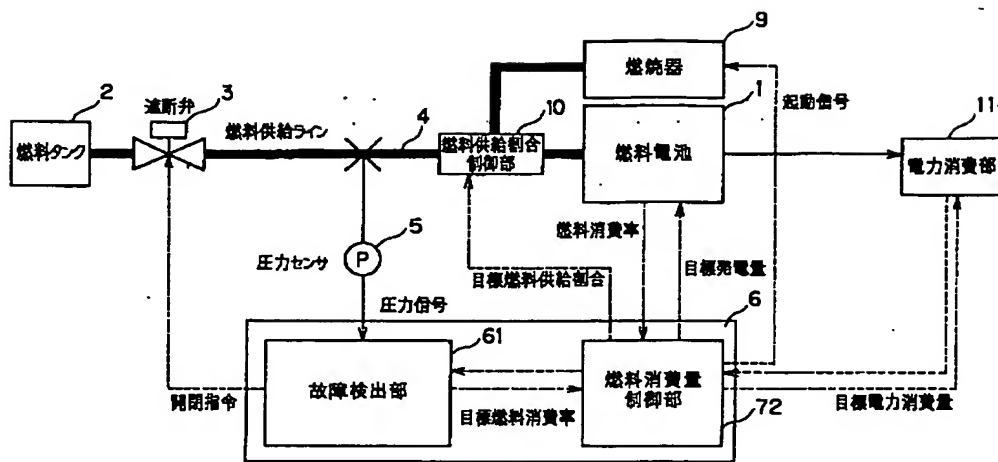 9
燃焼器
2
遮断弁
3
燃料タンク
燃料供給ライン
4
10
燃料供給割合
制御部
1
燃料電池
起動信号
11
電力消費部
圧力センサ
5
P
圧力信号
燃料消費率
目標発電量
目標燃料供給割合
6
61
故障検出部
開閉指令
目標燃料消費率
燃料消費量
制御部
72
目標電力消費量